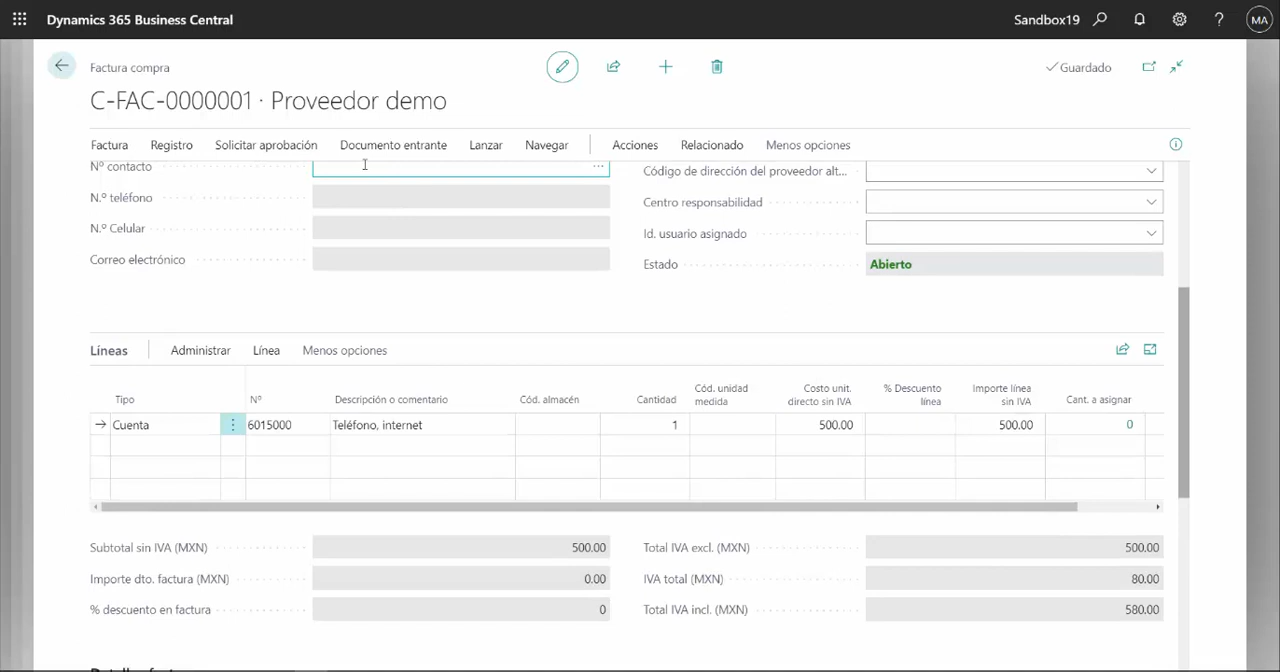 Dynamics 365 Business Central
Sandbox19
?
MA
Factura compra
Guardado
C-FAC-0000001 · Proveedor demo
Factura Registro Solicitar aprobación Documento entrante Lanzar Navegar Acciones Relacionado Menos opciones
Nº contacto
Código de dirección del proveedor alt...
N.º teléfono
Centro responsabilidad
N.º Celular
Id. usuario asignado
Correo electrónico
Estado Abierto
Líneas Administrar Línea Menos opciones
Tipo Nº Descripción o comentario Cód. almacén Cantidad Cód. unidad medida Costo unit. directo sin IVA % Descuento línea Importe línea sin IVA Cant. a asignar
Cuenta 6015000 Teléfono, internet 1 500.00 500.00 0
Subtotal sin IVA (MXN) 500.00 Total IVA excl. (MXN) 500.00
Importe dto. factura (MXN) 0.00 IVA total (MXN) 80.00
% descuento en factura 0 Total IVA incl. (MXN) 580.00